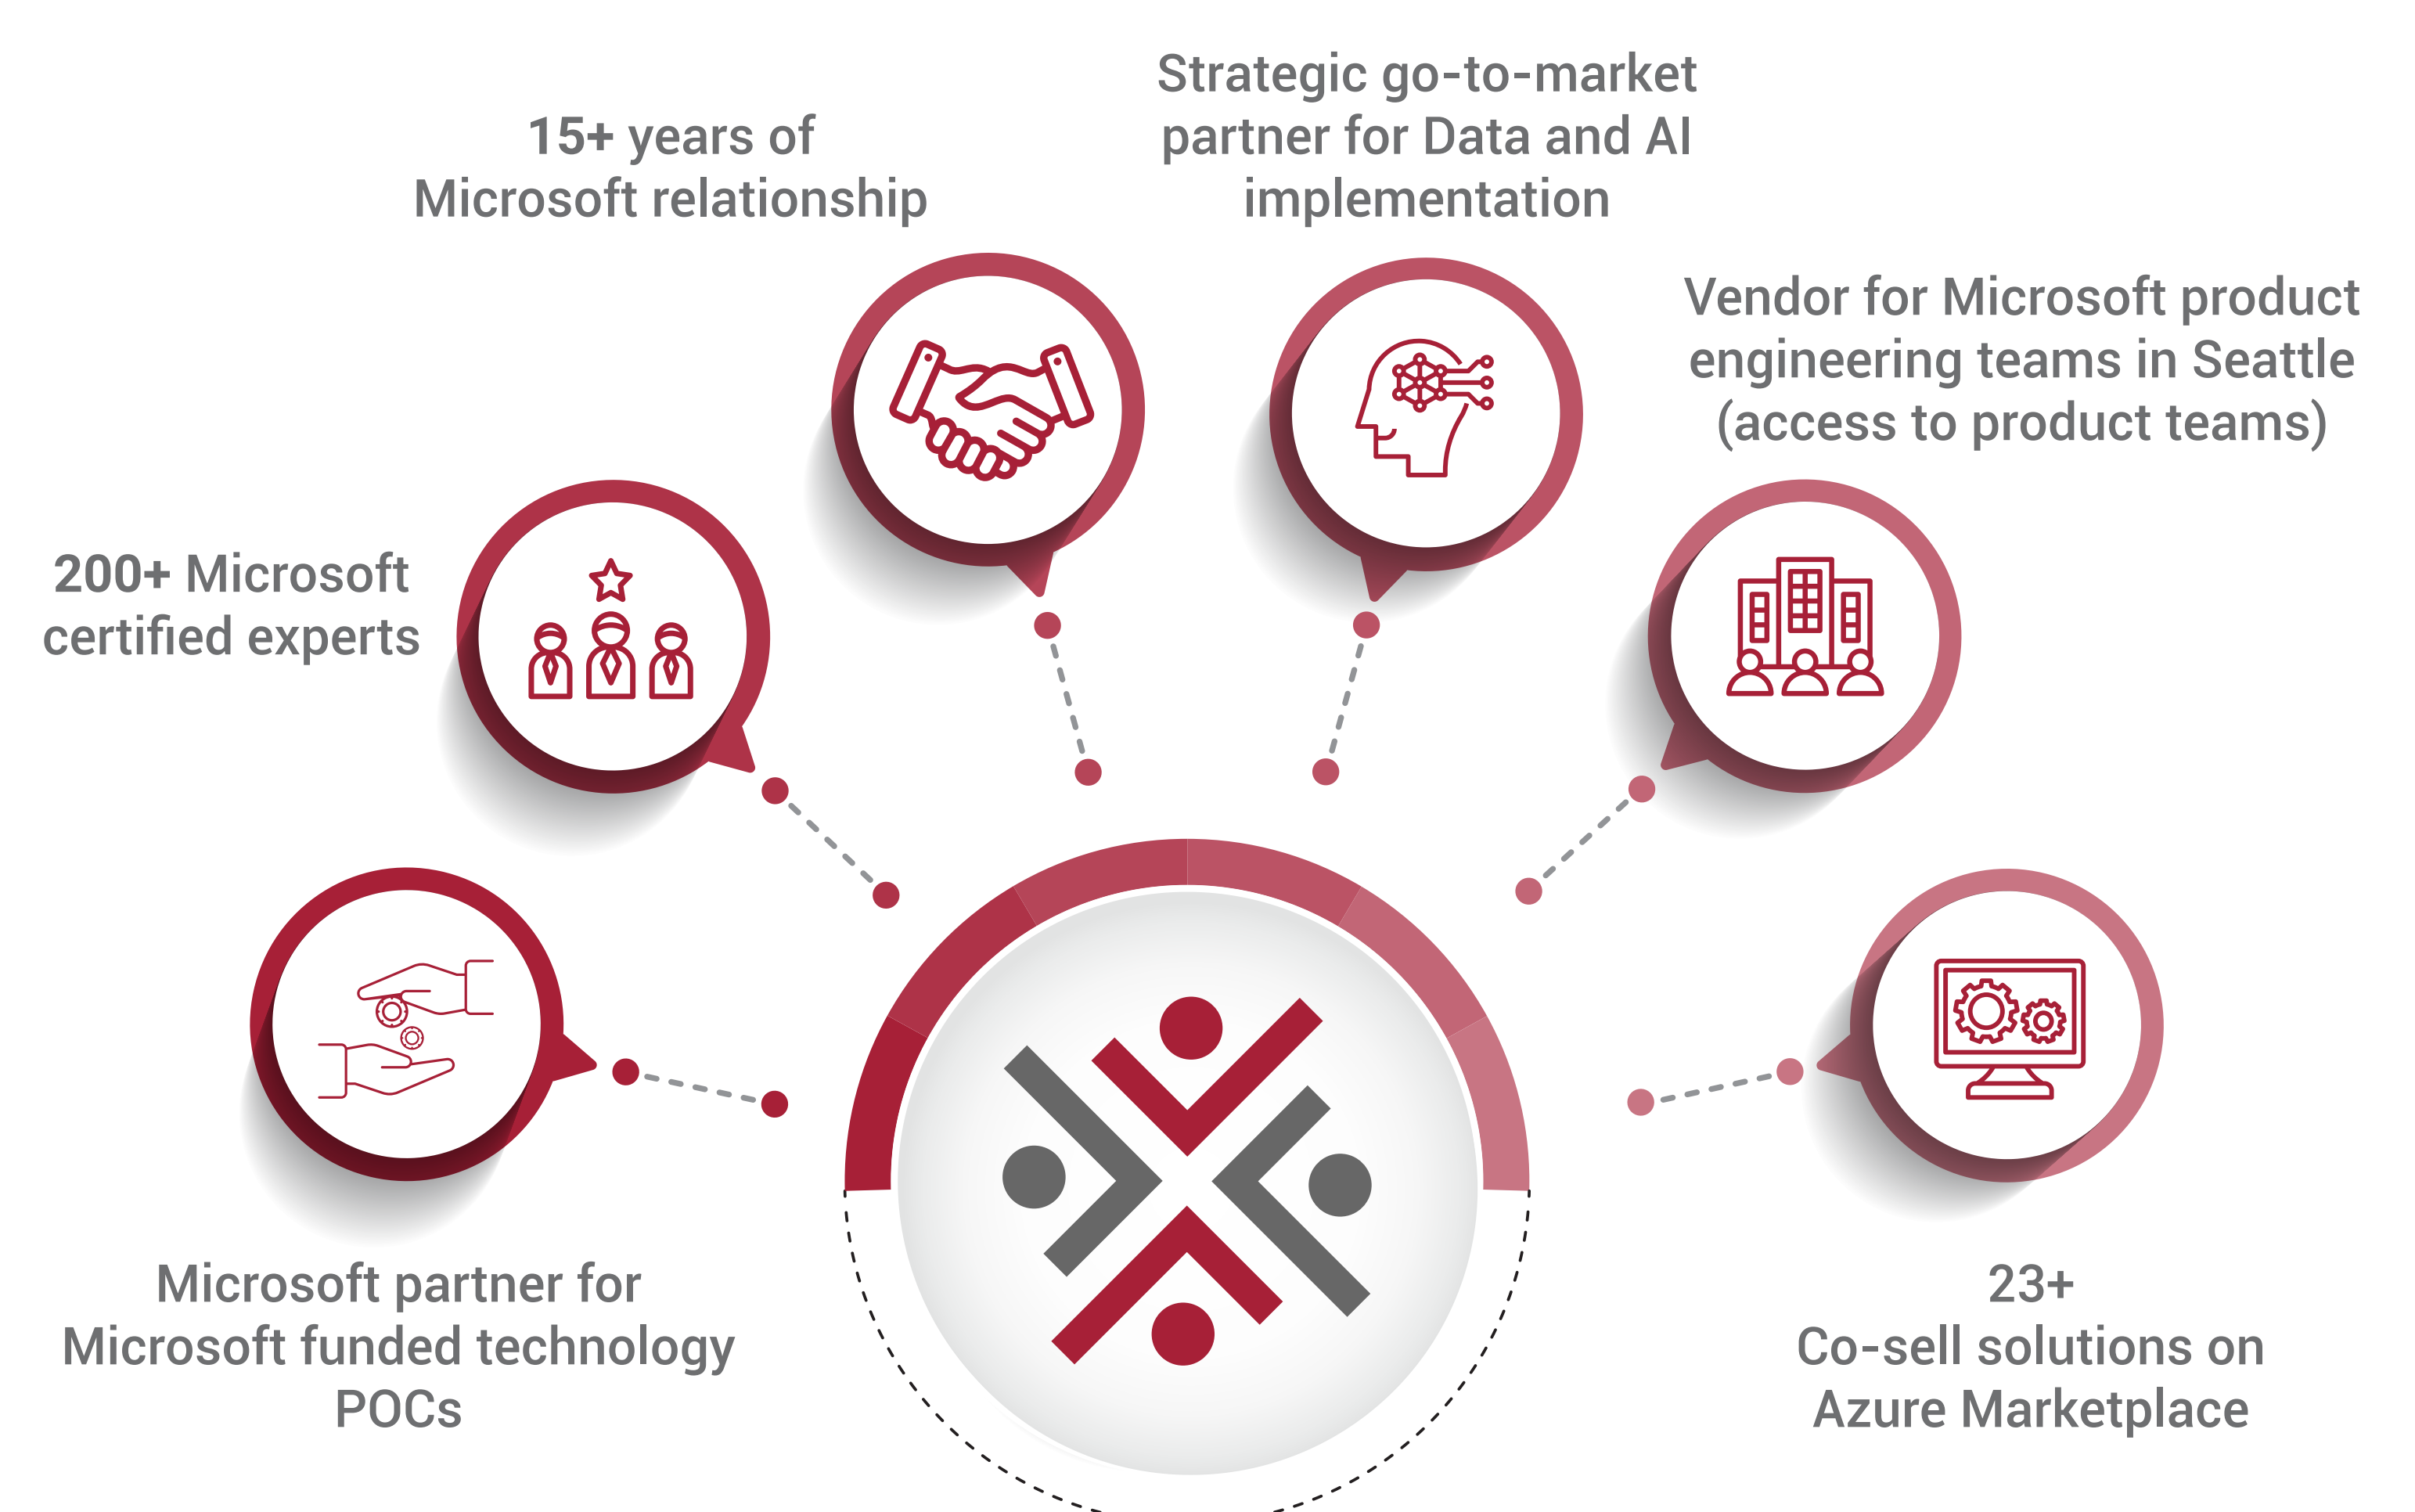 Strategic go-to-market
partner for Data and AI
implementation
15+ years of
Microsoft relationship
Vendor for Microsoft product
engineering teams in Seattle
(access to product teams)
200+ Microsoft
certified experts
Microsoft partner for
Microsoft funded technology
POCs
23+
Co-sell solutions on
Azure Marketplace